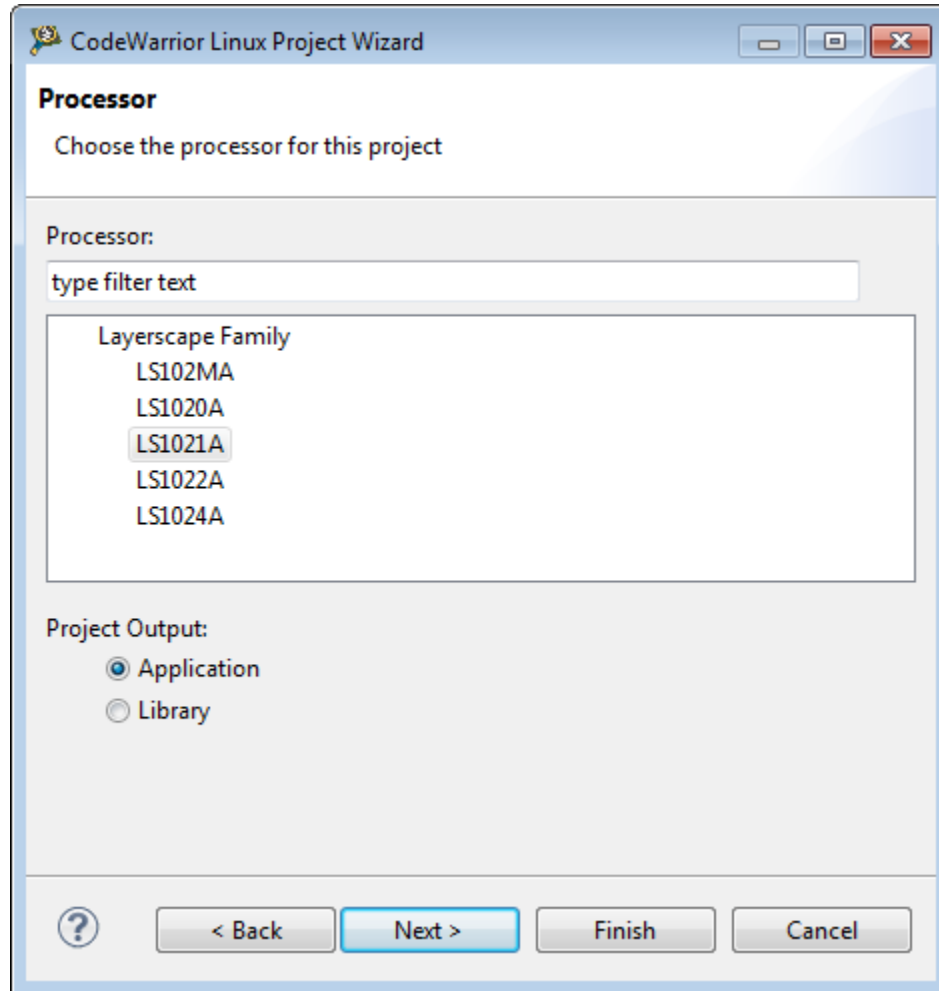 CodeWarrior Linux Project Wizard
Processor
Choose the processor for this project
Processor:
type filter text
Layerscape Family
LS102MA
LS1020A
LS1021A
LS1022A
LS1024A
Project Output:
Application
Library
? < Back Next > Finish Cancel